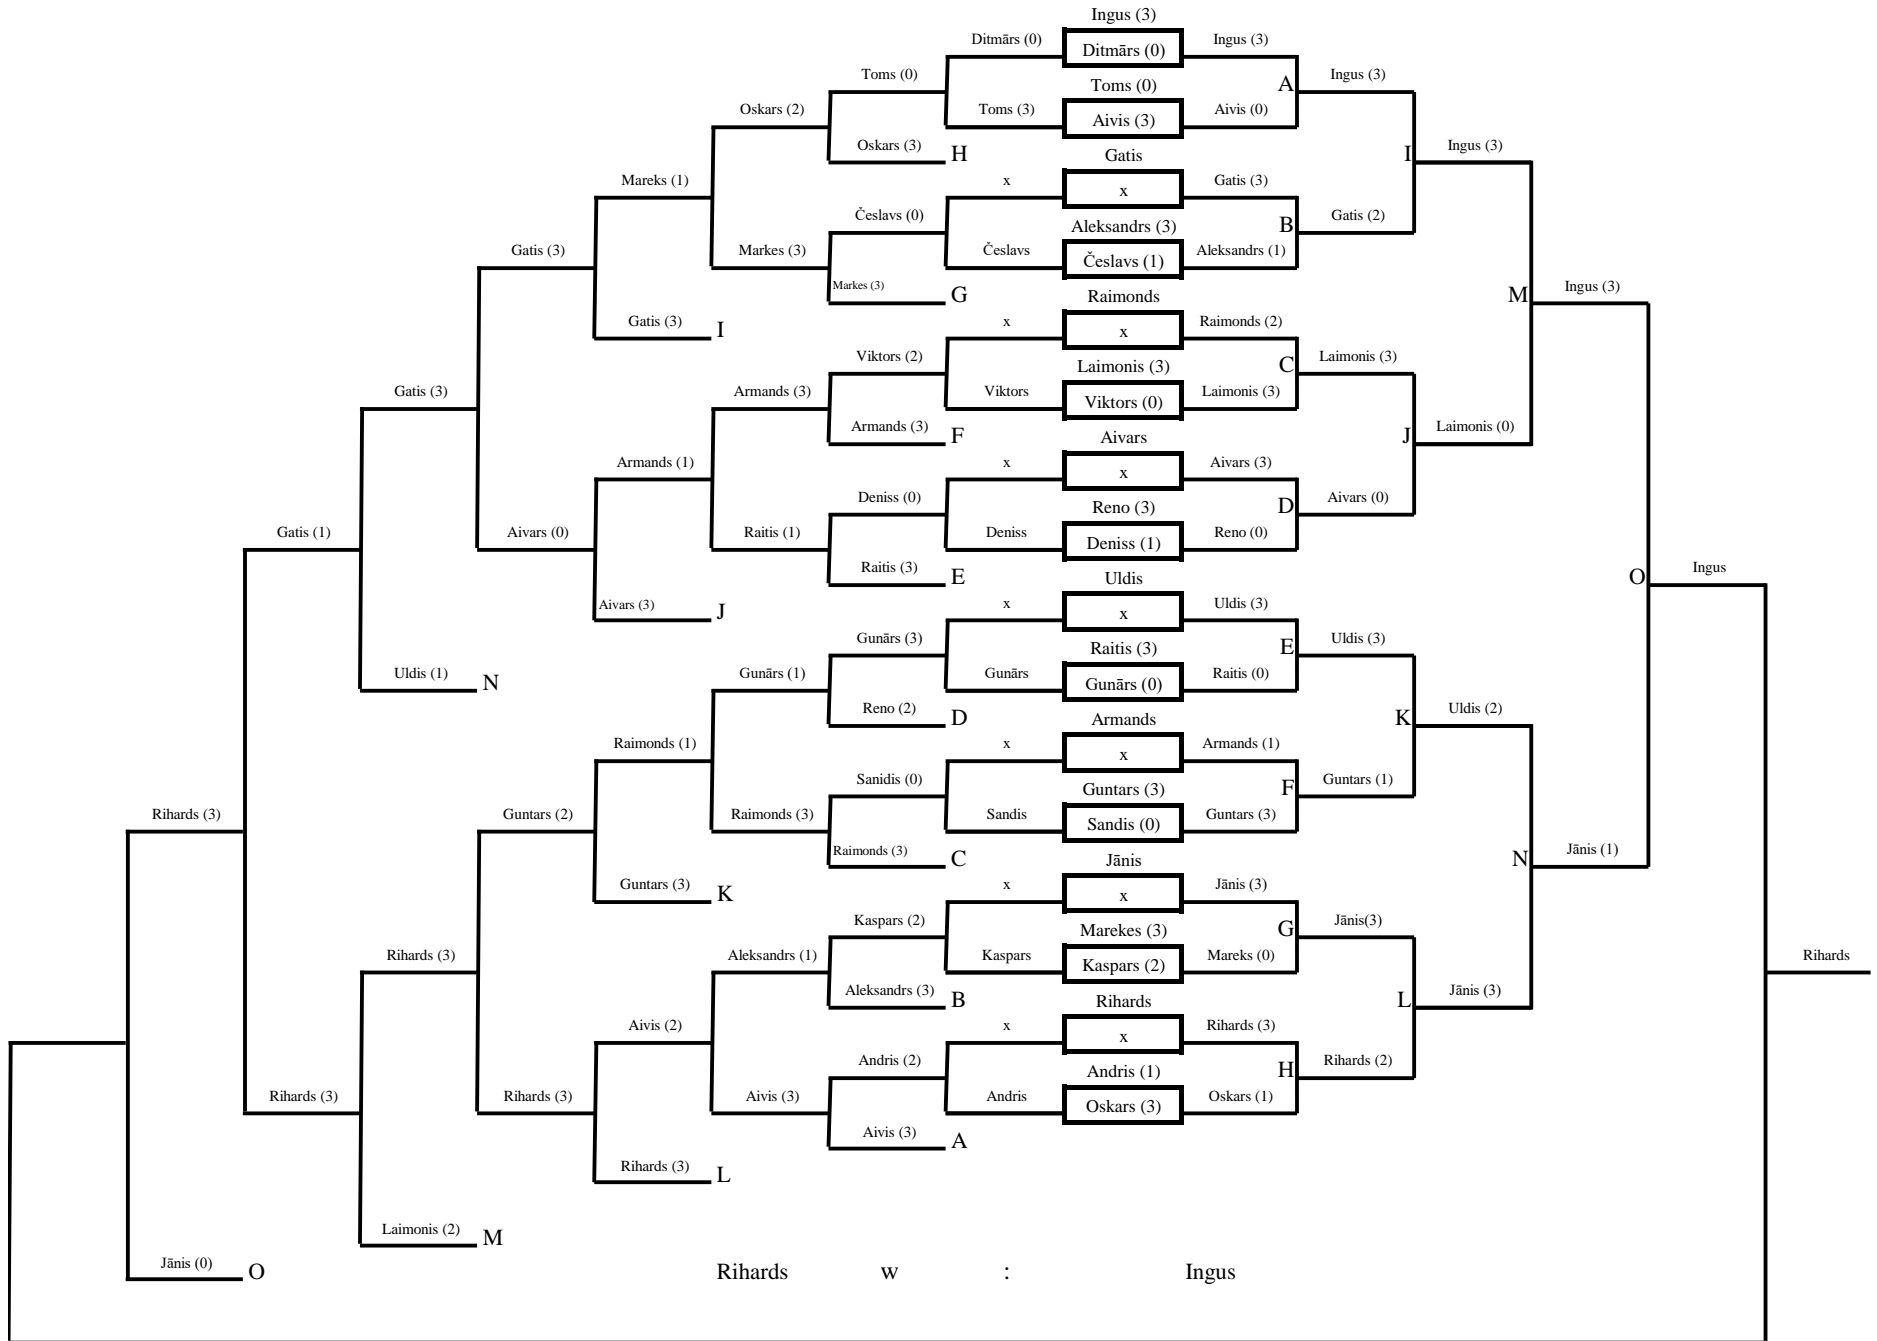 Ingus (3)
Ditmārs (0) Ditmārs (0) Ingus (3)
Toms (0) Toms (0) A Ingus (3)
Oskars (2) Toms (3) Aivis (3) Aivis (0)
Oskars (3) H Gatis I Ingus (3)
Mareks (1) x x Gatis (3)
Česlavs (0) Aleksandrs (3) B Gatis (2)
Gatis (3) Markes (3) Česlavs Česlavs (1) Aleksandrs (1)
Markes (3) G Raimonds M Ingus (3)
Gatis (3) I x x Raimonds (2)
Viktors (2) Laimonis (3) C Laimonis (3)
Gatis (3) Armands (3) Viktors Viktors (0) Laimonis (3)
Armands (3) F Aivars J Laimonis (0)
Armands (1) x x Aivars (3)
Deniss (0) Reno (3) D Aivars (0)
Gatis (1) Aivars (0) Raitis (1) Deniss Deniss (1) Reno (0)
Raitis (3) E Uldis O Ingus
Aivars (3) J x x Uldis (3)
Gunārs (3) Raitis (3) E Uldis (3)
Uldis (1) N Gunārs (1) Gunārs Gunārs (0) Raitis (0)
Reno (2) D Armands K Uldis (2)
Raimonds (1) x x Armands (1)
Sanidis (0) Guntars (3) F Guntars (1)
Rihards (3) Guntars (2) Raimonds (3) Sandis Sandis (0) Guntars (3)
Raimonds (3) C Jānis N Jānis (1)
Guntars (3) K x x Jānis (3)
Kaspars (2) Marekes (3) G Jānis(3)
Rihards (3) Aleksandrs (1) Kaspars Kaspars (2) Mareks (0) Rihards
Aleksandrs (3) B Rihards L Jānis (3)
Aivis (2) x x Rihards (3)
Andris (2) Andris (1) H Rihards (2)
Rihards (3) Rihards (3) Aivis (3) Andris Oskars (3) Oskars (1)
Aivis (3) A
Rihards (3) L
Laimonis (2) M
Jānis (0) O Rihards w : Ingus